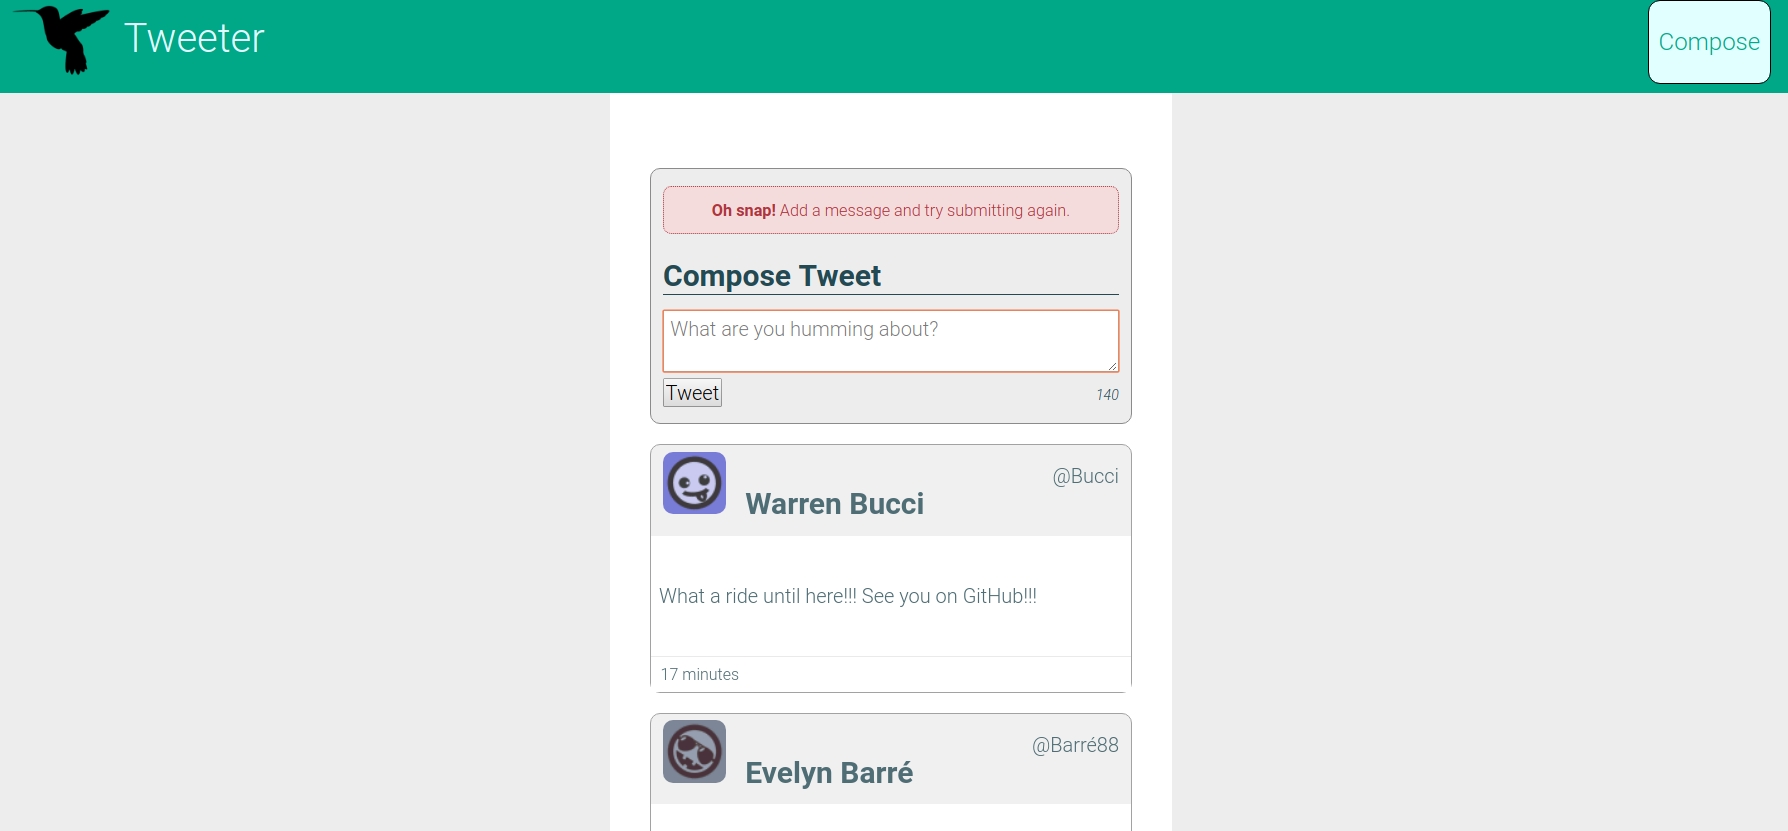 Tweeter
Compose
Oh snap! Add a message and try submitting again.
Compose Tweet
What are you humming about?
Tweet
140
@Bucci
Warren Bucci
What a ride until here!!! See you on GitHub!!!
17 minutes
@Barré88
Evelyn Barré